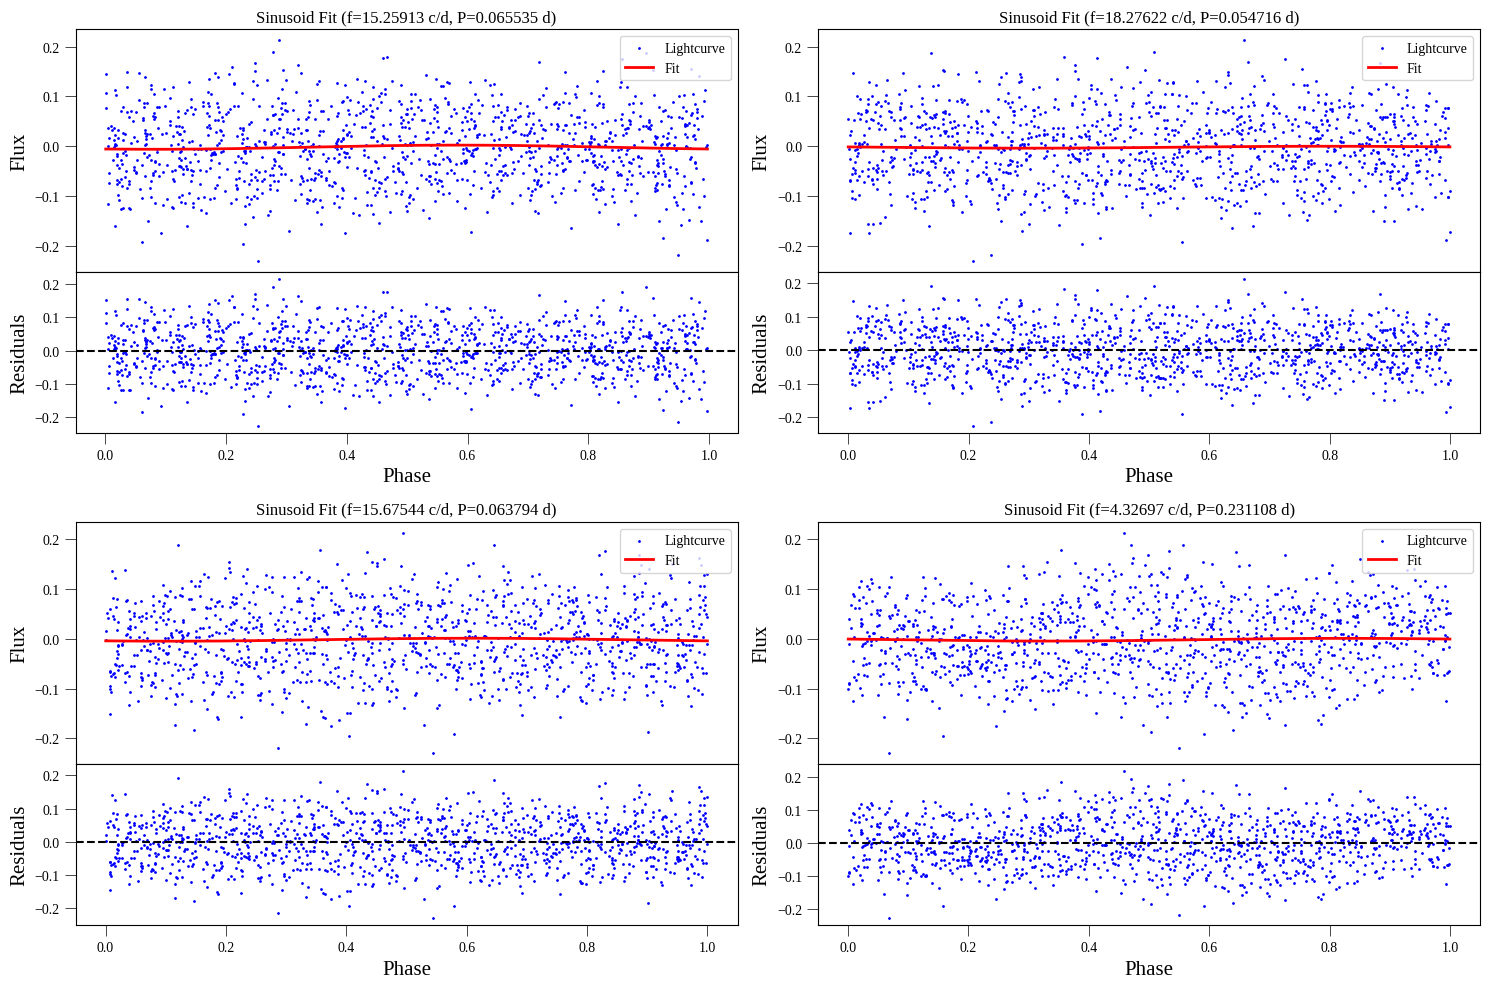 Sinusoid Fit (f=15.25913 c/d, P=0.065535 d)
0.2
0.1
0.0
−0.1
−0.2
Flux
Lightcurve
Fit
0.2
0.1
0.0
−0.1
−0.2
Residuals
0.0 0.2 0.4 0.6 0.8 1.0
Phase
Sinusoid Fit (f=18.27622 c/d, P=0.054716 d)
0.2
0.1
0.0
−0.1
−0.2
Flux
Lightcurve
Fit
0.2
0.1
0.0
−0.1
−0.2
Residuals
0.0 0.2 0.4 0.6 0.8 1.0
Phase
Sinusoid Fit (f=15.67544 c/d, P=0.063794 d)
0.2
0.1
0.0
−0.1
−0.2
Flux
Lightcurve
Fit
0.2
0.1
0.0
−0.1
−0.2
Residuals
0.0 0.2 0.4 0.6 0.8 1.0
Phase
Sinusoid Fit (f=4.32697 c/d, P=0.231108 d)
0.2
0.1
0.0
−0.1
−0.2
Flux
Lightcurve
Fit
0.2
0.1
0.0
−0.1
−0.2
Residuals
0.0 0.2 0.4 0.6 0.8 1.0
Phase